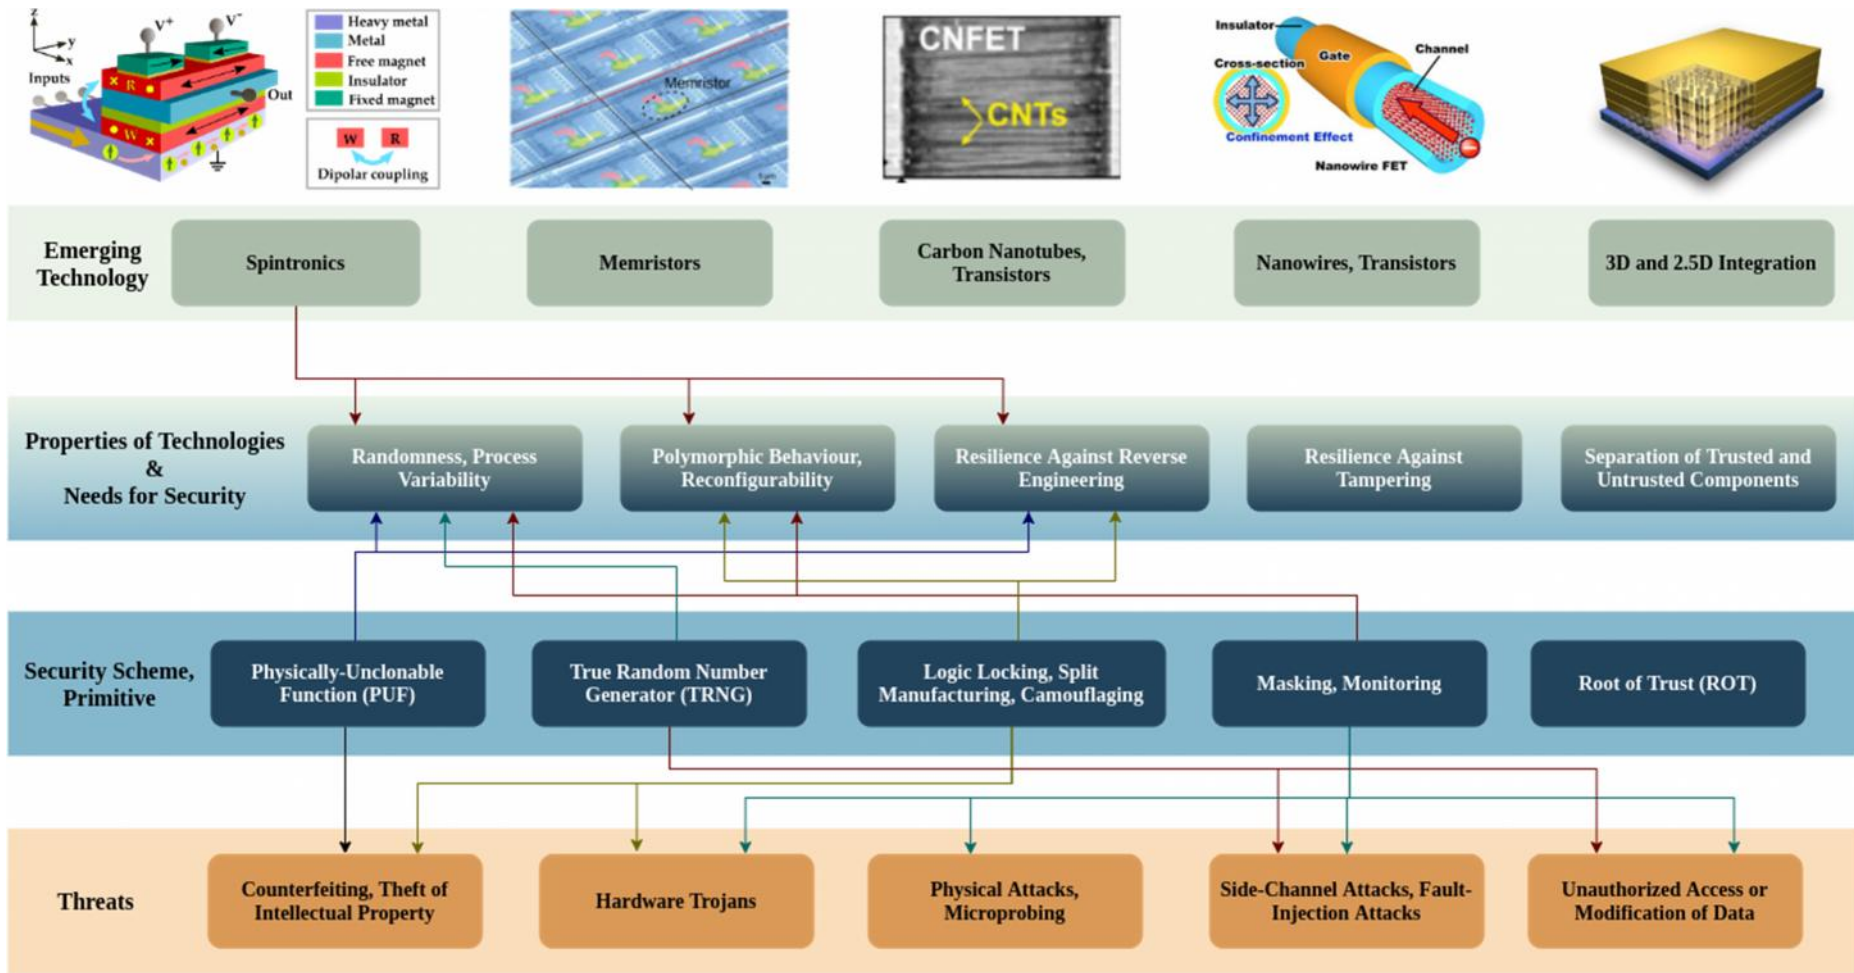 z
y
x
V+
V-
Inputs
R
W
Out
Heavy metal
Metal
Free magnet
Insulator
Fixed magnet
W R
Dipolar coupling
Memristor
CNFET
CNTs
Insulator
Gate
Channel
Cross-section
Confinement Effect
Nanowire FET
Emerging
Technology
Spintronics
Memristors
Carbon Nanotubes,
Transistors
Nanowires, Transistors
3D and 2.5D Integration
Properties of Technologies
&
Needs for Security
Randomness, Process
Variability
Polymorphic Behaviour,
Reconfigurability
Resilience Against Reverse
Engineering
Resilience Against
Tampering
Separation of Trusted and
Untrusted Components
Security Scheme,
Primitive
Physically-Unclonable
Function (PUF)
True Random Number
Generator (TRNG)
Logic Locking, Split
Manufacturing, Camouflaging
Masking, Monitoring
Root of Trust (ROT)
Threats
Counterfeiting, Theft of
Intellectual Property
Hardware Trojans
Physical Attacks,
Microprobing
Side-Channel Attacks, Fault-
Injection Attacks
Unauthorized Access or
Modification of Data